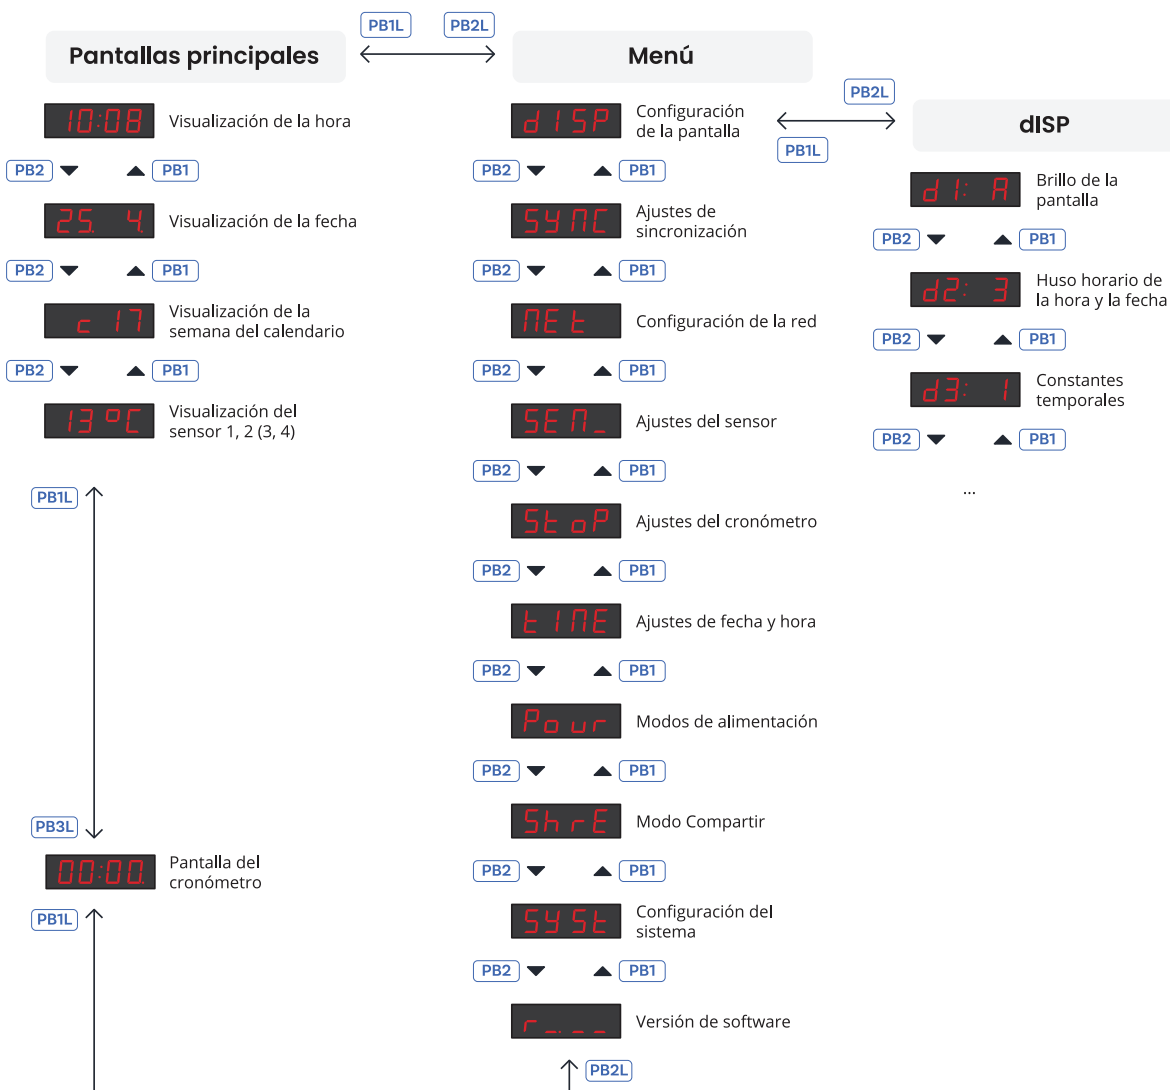 PB1L PB2L
Pantallas principales
Menú
PB2L
PB1L
dISP
10:08
Visualización de la hora
PB2 PB1
25. 4.
Visualización de la fecha
PB2 PB1
c 17
Visualización de la
semana del calendario
PB2 PB1
13 °C
Visualización del
sensor 1, 2 (3, 4)
PB1L
PB3L
00:00.
Pantalla del
cronómetro
PB1L
dISP
Configuración
de la pantalla
PB2 PB1
SYNC
Ajustes de
sincronización
PB2 PB1
NEt
Configuración de la red
PB2 PB1
SEN_
Ajustes del sensor
PB2 PB1
StoP
Ajustes del cronómetro
PB2 PB1
tIME
Ajustes de fecha y hora
PB2 PB1
Pour
Modos de alimentación
PB2 PB1
ShrE
Modo Compartir
PB2 PB1
SYSt
Configuración del
sistema
PB2 PB1
r _._ _
Versión de software
PB2L
d1: A
Brillo de la
pantalla
PB2 PB1
d2: 3
Huso horario de
la hora y la fecha
PB2 PB1
d3: 1
Constantes
temporales
PB2 PB1
...